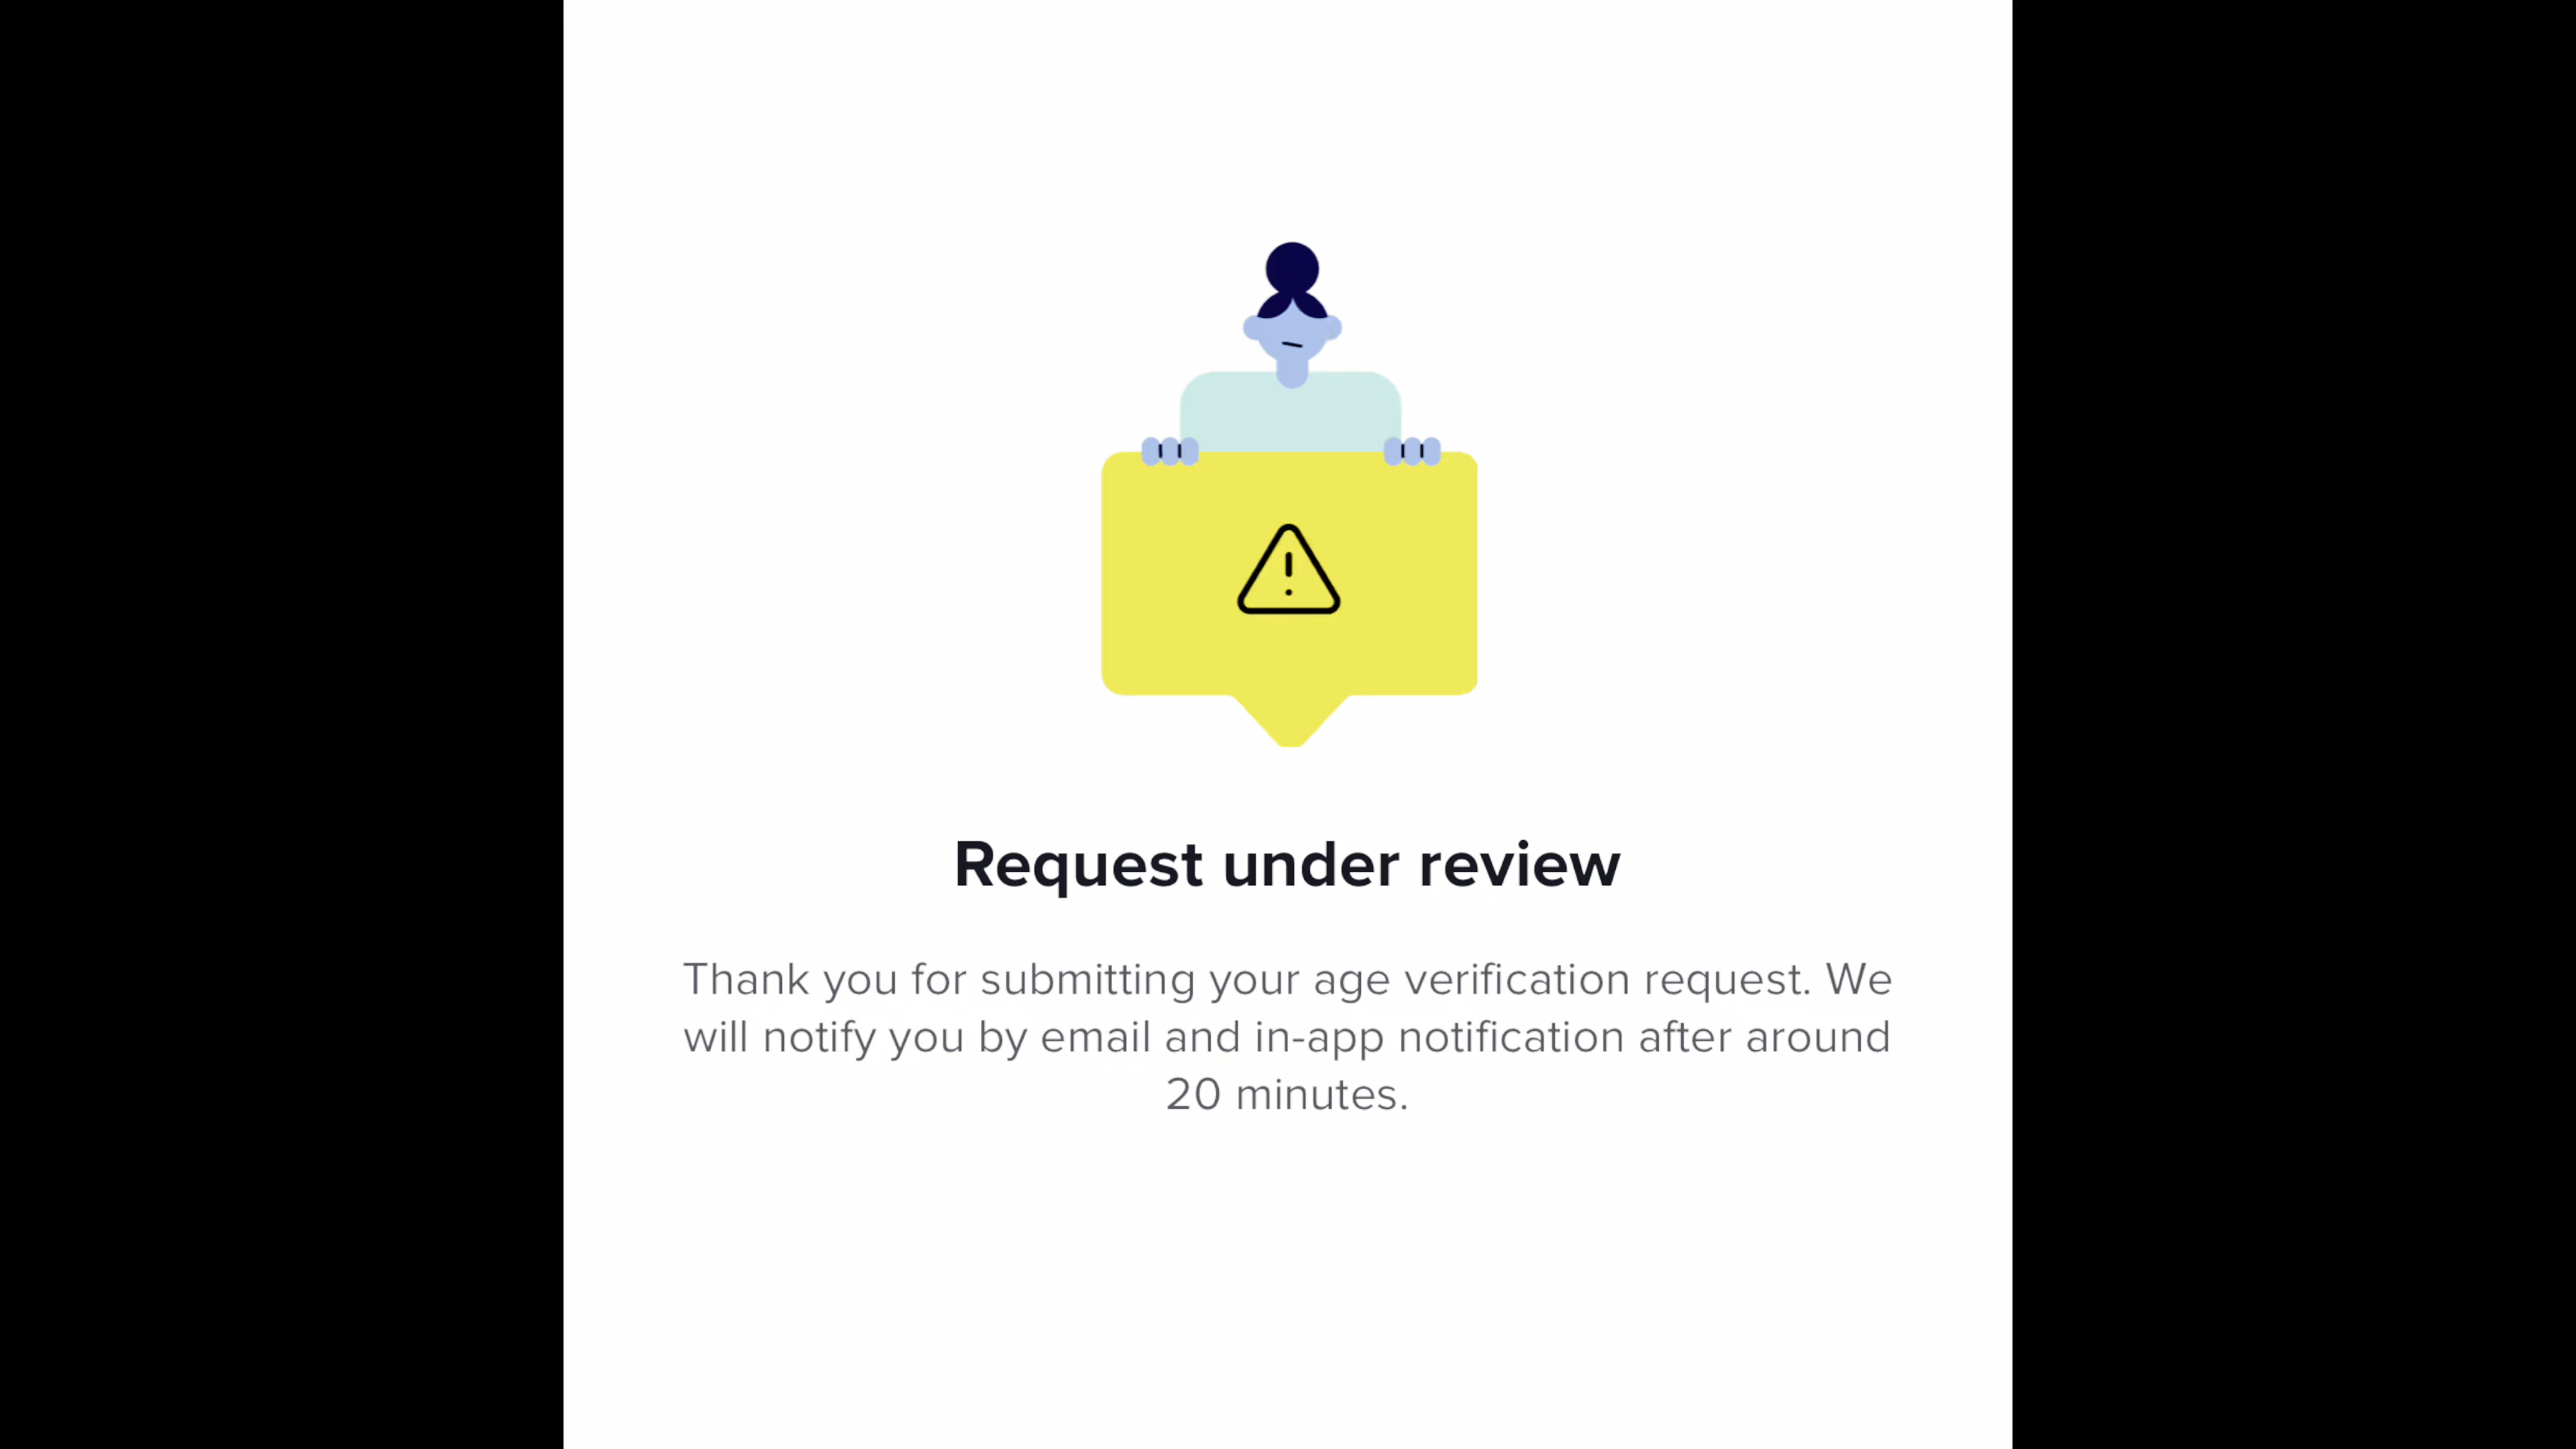 Request under review
Thank you for submitting your age verification request. We
will notify you by email and in-app notification after around
20 minutes.